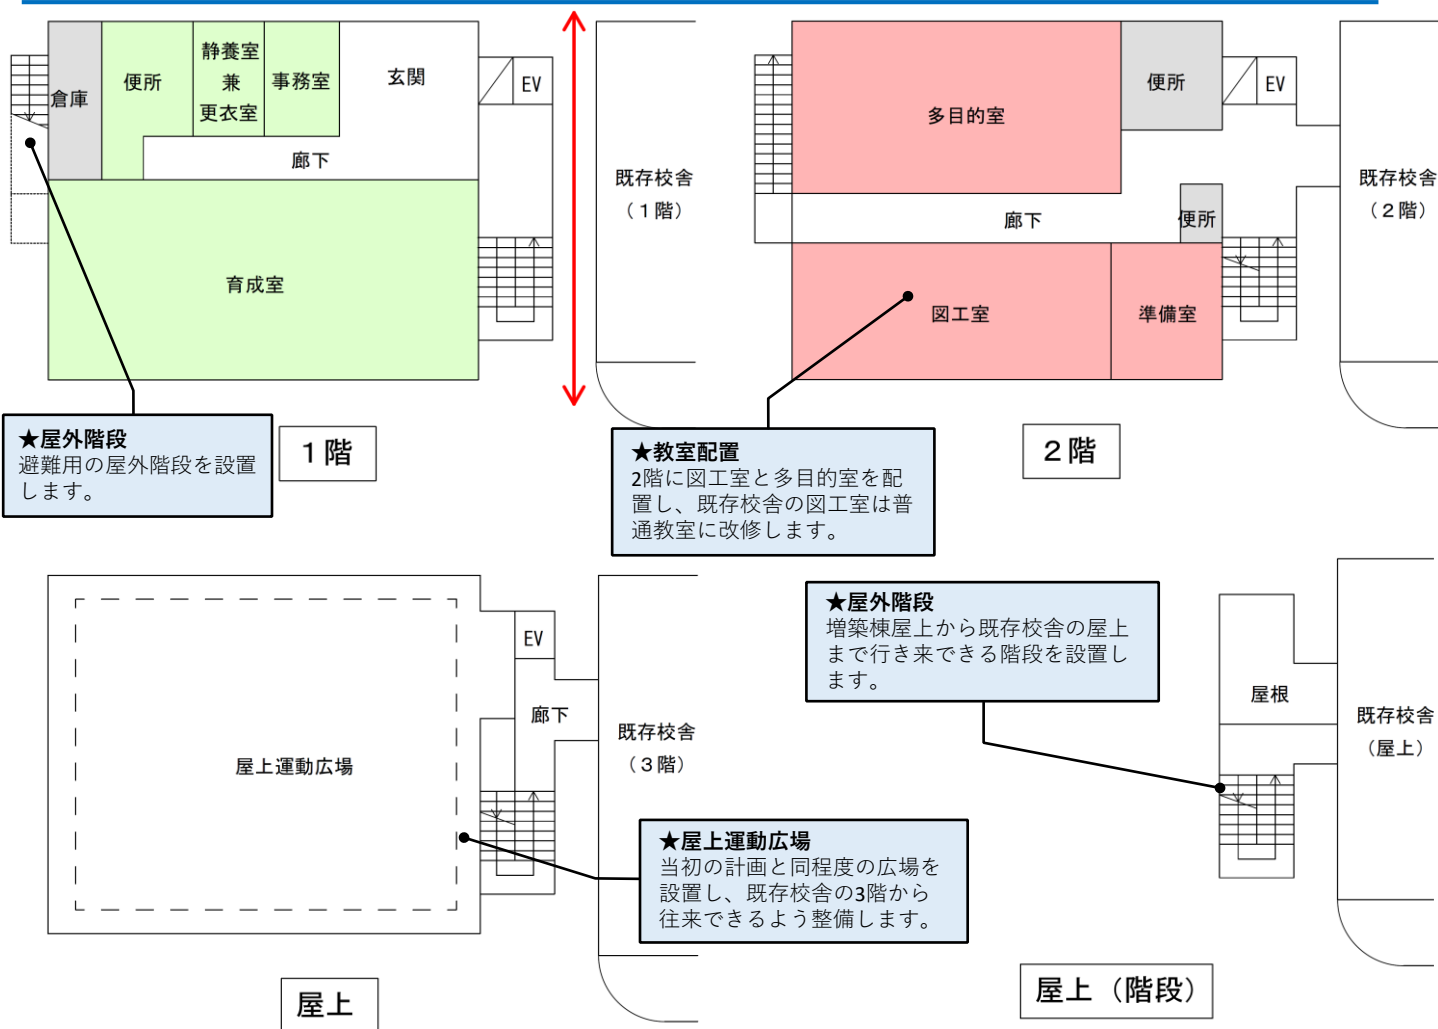 倉庫
便所
静養室
兼
更衣室
事務室
玄関
EV
廊下
育成室
既存校舎
（１階）
★屋外階段
避難用の屋外階段を設置
します。
１階
多目的室
便所
EV
廊下
便所
図工室
準備室
既存校舎
（２階）
★教室配置
2階に図工室と多目的室を配
置し、既存校舎の図工室は普
通教室に改修します。
２階
屋上運動広場
EV
廊下
既存校舎
（３階）
★屋上運動広場
当初の計画と同程度の広場を
設置し、既存校舎の3階から
往来できるよう整備します。
屋上
★屋外階段
増築棟屋上から既存校舎の屋上
まで行き来できる階段を設置し
ます。
屋根
既存校舎
（屋上）
屋上（階段）